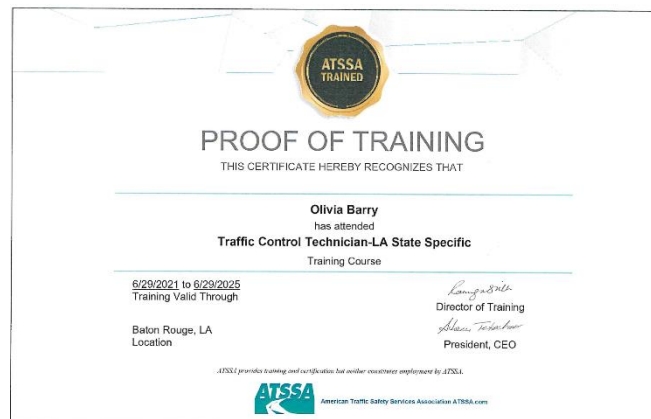 ATSSA
TRAINED
PROOF OF TRAINING
THIS CERTIFICATE HEREBY RECOGNIZES THAT
Olivia Barry
has attended
Traffic Control Technician-LA State Specific
Training Course
6/29/2021 to 6/29/2025
Training Valid Through
Director of Training
Baton Rouge, LA
Location
President, CEO
ATSSA provides training and certification but neither constitutes employment by ATSSA.
ATSSA
American Traffic Safety Services Association ATSSA.com